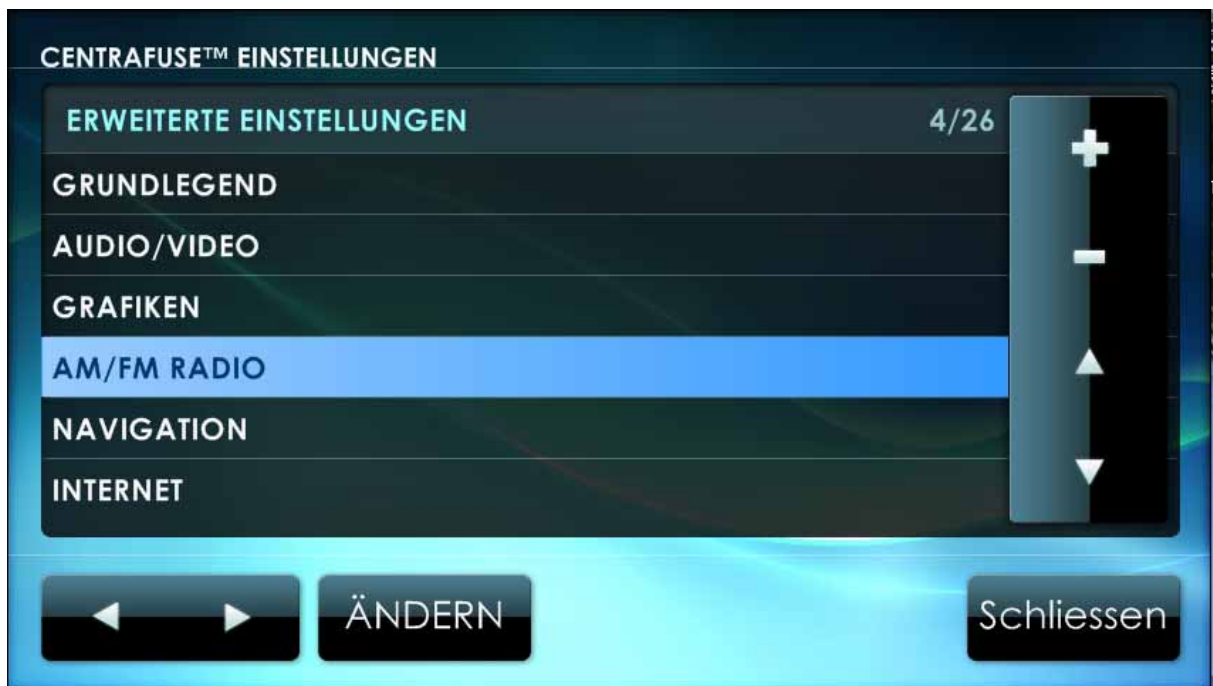 CENTRAFUSE™ EINSTELLUNGEN
ERWEITERTE EINSTELLUNGEN 4/26
GRUNDLEGEND
AUDIO/VIDEO
GRAFIKEN
AM/FM RADIO
NAVIGATION
INTERNET
ÄNDERN Schliessen